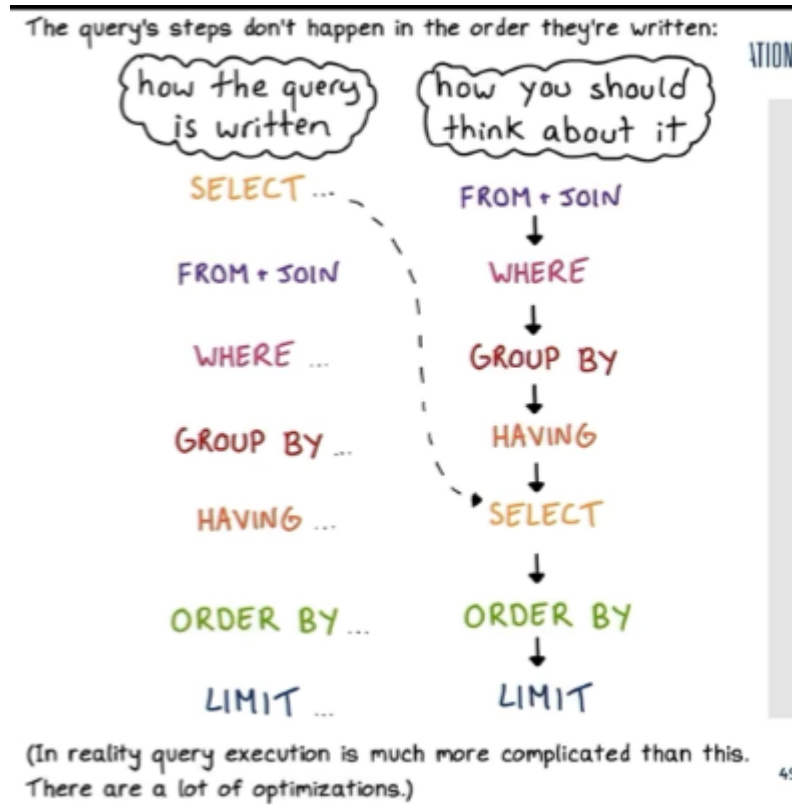 The query's steps don't happen in the order they're written:
ATION
how the query
is written
how you should
think about it
SELECT ...
FROM + JOIN
WHERE ...
GROUP BY ...
HAVING ...
ORDER BY ...
LIMIT ...
FROM + JOIN
WHERE
GROUP BY
HAVING
SELECT
ORDER BY
LIMIT
(In reality query execution is much more complicated than this.
There are a lot of optimizations.)